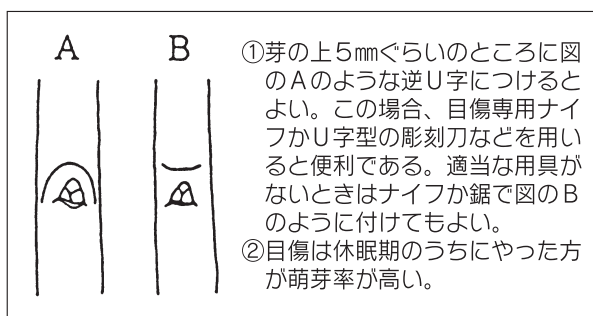 A B
①芽の上5㎜ぐらいのところに図
のAのような逆U字につけると
よい。この場合、目傷専用ナイ
フかU字型の彫刻刀などを用い
ると便利である。適当な用具が
ないときはナイフか鋸で図のB
のように付けてもよい。
②目傷は休眠期のうちにやった方
が萌芽率が高い。